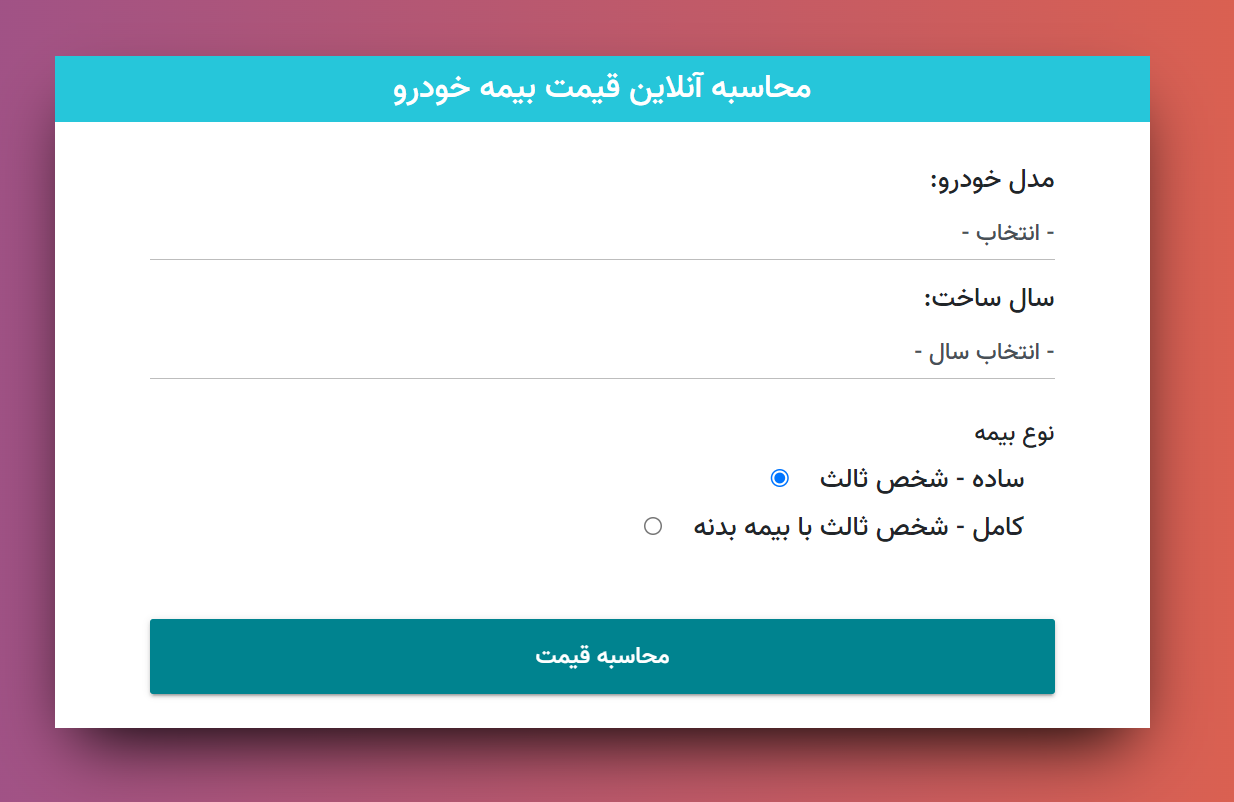 محاسبه آنلاین قیمت بیمه خودرو
مدل خودرو:
- انتخاب -
سال ساخت:
- انتخاب سال -
نوع بیمه
ساده - شخص ثالث
کامل - شخص ثالث با بیمه بدنه
محاسبه قیمت